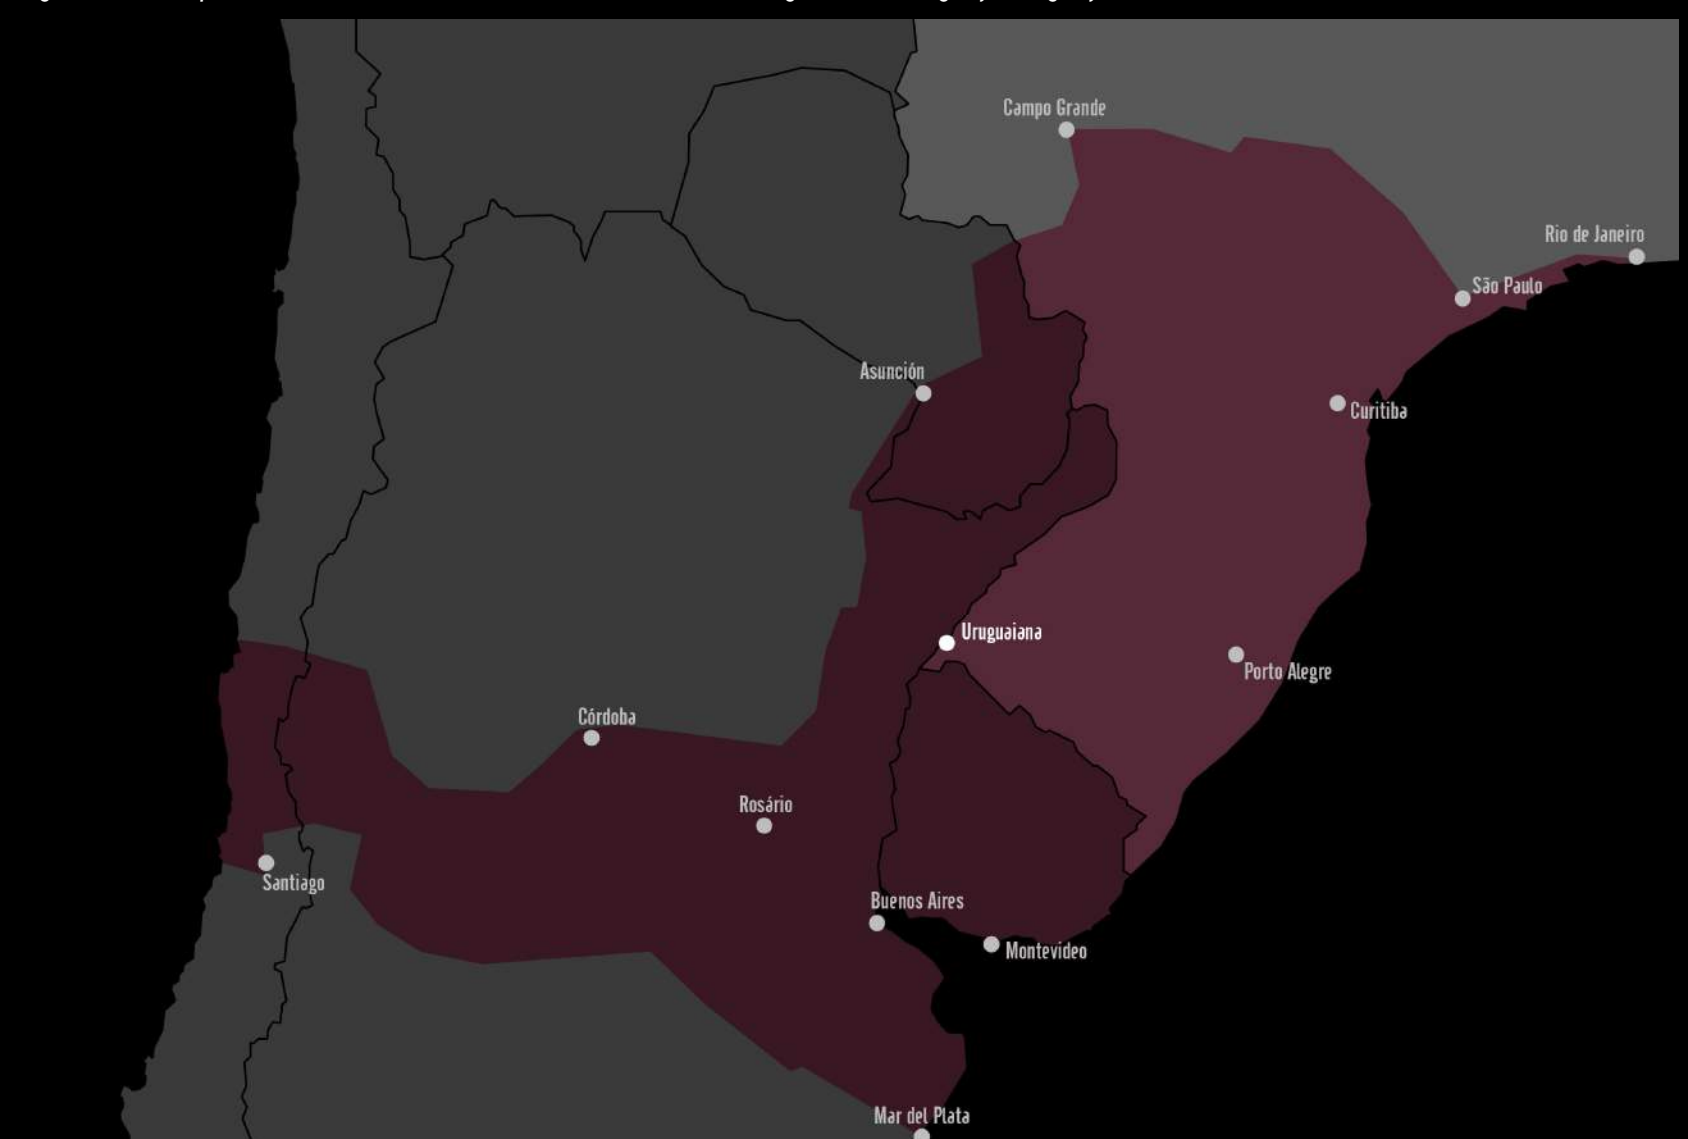 Campo Grande
Rio de Janeiro
São Paulo
Asunción
Curitiba
Uruguaiana
Porto Alegre
Córdoba
Rosário
Santiago
Buenos Aires
Montevideo
Mar del Plata